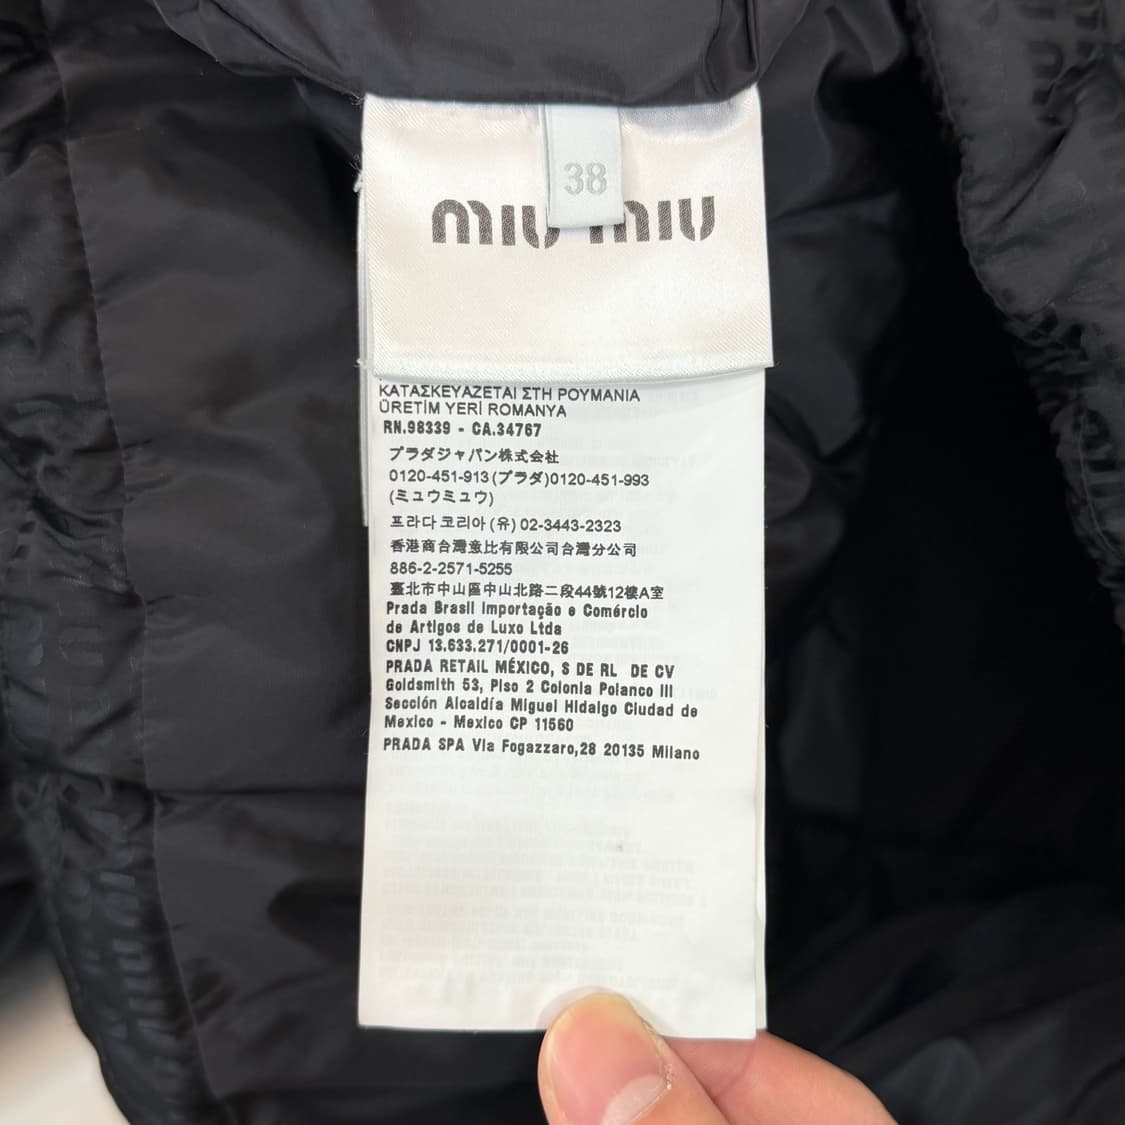 38
miu miu
ΚΑΤΑΣΚΕΥΑΖΕΤΑΙ ΣΤΗ ΡΟΥΜΑΝΙΑ
ÜRETİM YERİ ROMANYA
RN.98339 - CA.34767
プラダジャパン株式会社
0120-451-913(プラダ)0120-451-993
(ミュウミュウ)
프라다코리아(유) 02-3443-2323
香港商台灣意比有限公司台灣分公司
886-2-2571-5255
臺北市中山區中山北路二段44號12樓A室
Prada Brasil Importação e Comércio
de Artigos de Luxo Ltda
CNPJ 13.633.271/0001-26
PRADA RETAIL MÉXICO, S DE RL DE CV
Goldsmith 53, Piso 2 Colonia Polanco III
Sección Alcaldía Miguel Hidalgo Ciudad de
Mexico - Mexico CP 11560
PRADA SPA Via Fogazzaro,28 20135 Milano